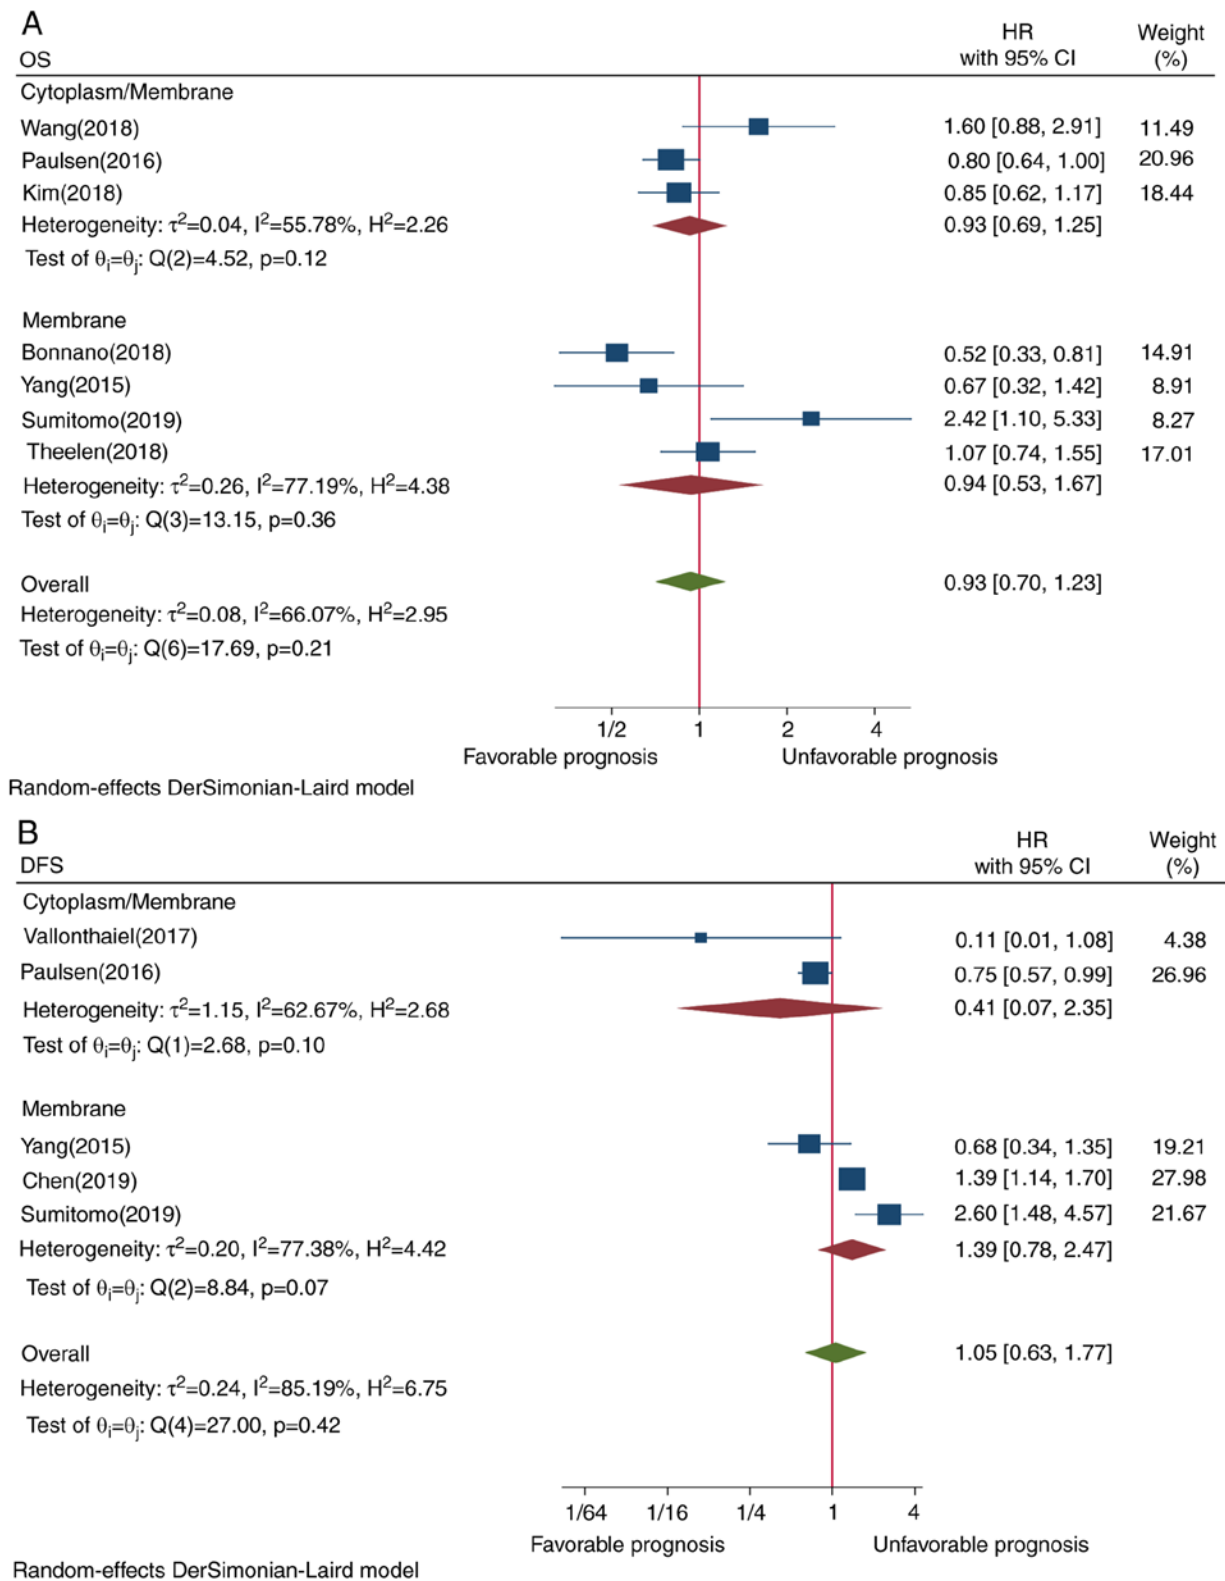 A
HR Weight
OS with 95% CI (%)
Cytoplasm/Membrane
Wang(2018) 1.60 [0.88, 2.91] 11.49
Paulsen(2016) 0.80 [0.64, 1.00] 20.96
Kim(2018) 0.85 [0.62, 1.17] 18.44
Heterogeneity: τ²=0.04, I²=55.78%, H²=2.26 0.93 [0.69, 1.25]
Test of θi=θj: Q(2)=4.52, p=0.12
Membrane
Bonnano(2018) 0.52 [0.33, 0.81] 14.91
Yang(2015) 0.67 [0.32, 1.42] 8.91
Sumitomo(2019) 2.42 [1.10, 5.33] 8.27
Theelen(2018) 1.07 [0.74, 1.55] 17.01
Heterogeneity: τ²=0.26, I²=77.19%, H²=4.38 0.94 [0.53, 1.67]
Test of θi=θj: Q(3)=13.15, p=0.36
Overall 0.93 [0.70, 1.23]
Heterogeneity: τ²=0.08, I²=66.07%, H²=2.95
Test of θi=θj: Q(6)=17.69, p=0.21
1/2 1 2 4
Favorable prognosis Unfavorable prognosis
Random-effects DerSimonian-Laird model
B
HR Weight
DFS with 95% CI (%)
Cytoplasm/Membrane
Vallonthaiel(2017) 0.11 [0.01, 1.08] 4.38
Paulsen(2016) 0.75 [0.57, 0.99] 26.96
Heterogeneity: τ²=1.15, I²=62.67%, H²=2.68 0.41 [0.07, 2.35]
Test of θi=θj: Q(1)=2.68, p=0.10
Membrane
Yang(2015) 0.68 [0.34, 1.35] 19.21
Chen(2019) 1.39 [1.14, 1.70] 27.98
Sumitomo(2019) 2.60 [1.48, 4.57] 21.67
Heterogeneity: τ²=0.20, I²=77.38%, H²=4.42 1.39 [0.78, 2.47]
Test of θi=θj: Q(2)=8.84, p=0.07
Overall 1.05 [0.63, 1.77]
Heterogeneity: τ²=0.24, I²=85.19%, H²=6.75
Test of θi=θj: Q(4)=27.00, p=0.42
1/64 1/16 1/4 1 4
Favorable prognosis Unfavorable prognosis
Random-effects DerSimonian-Laird model